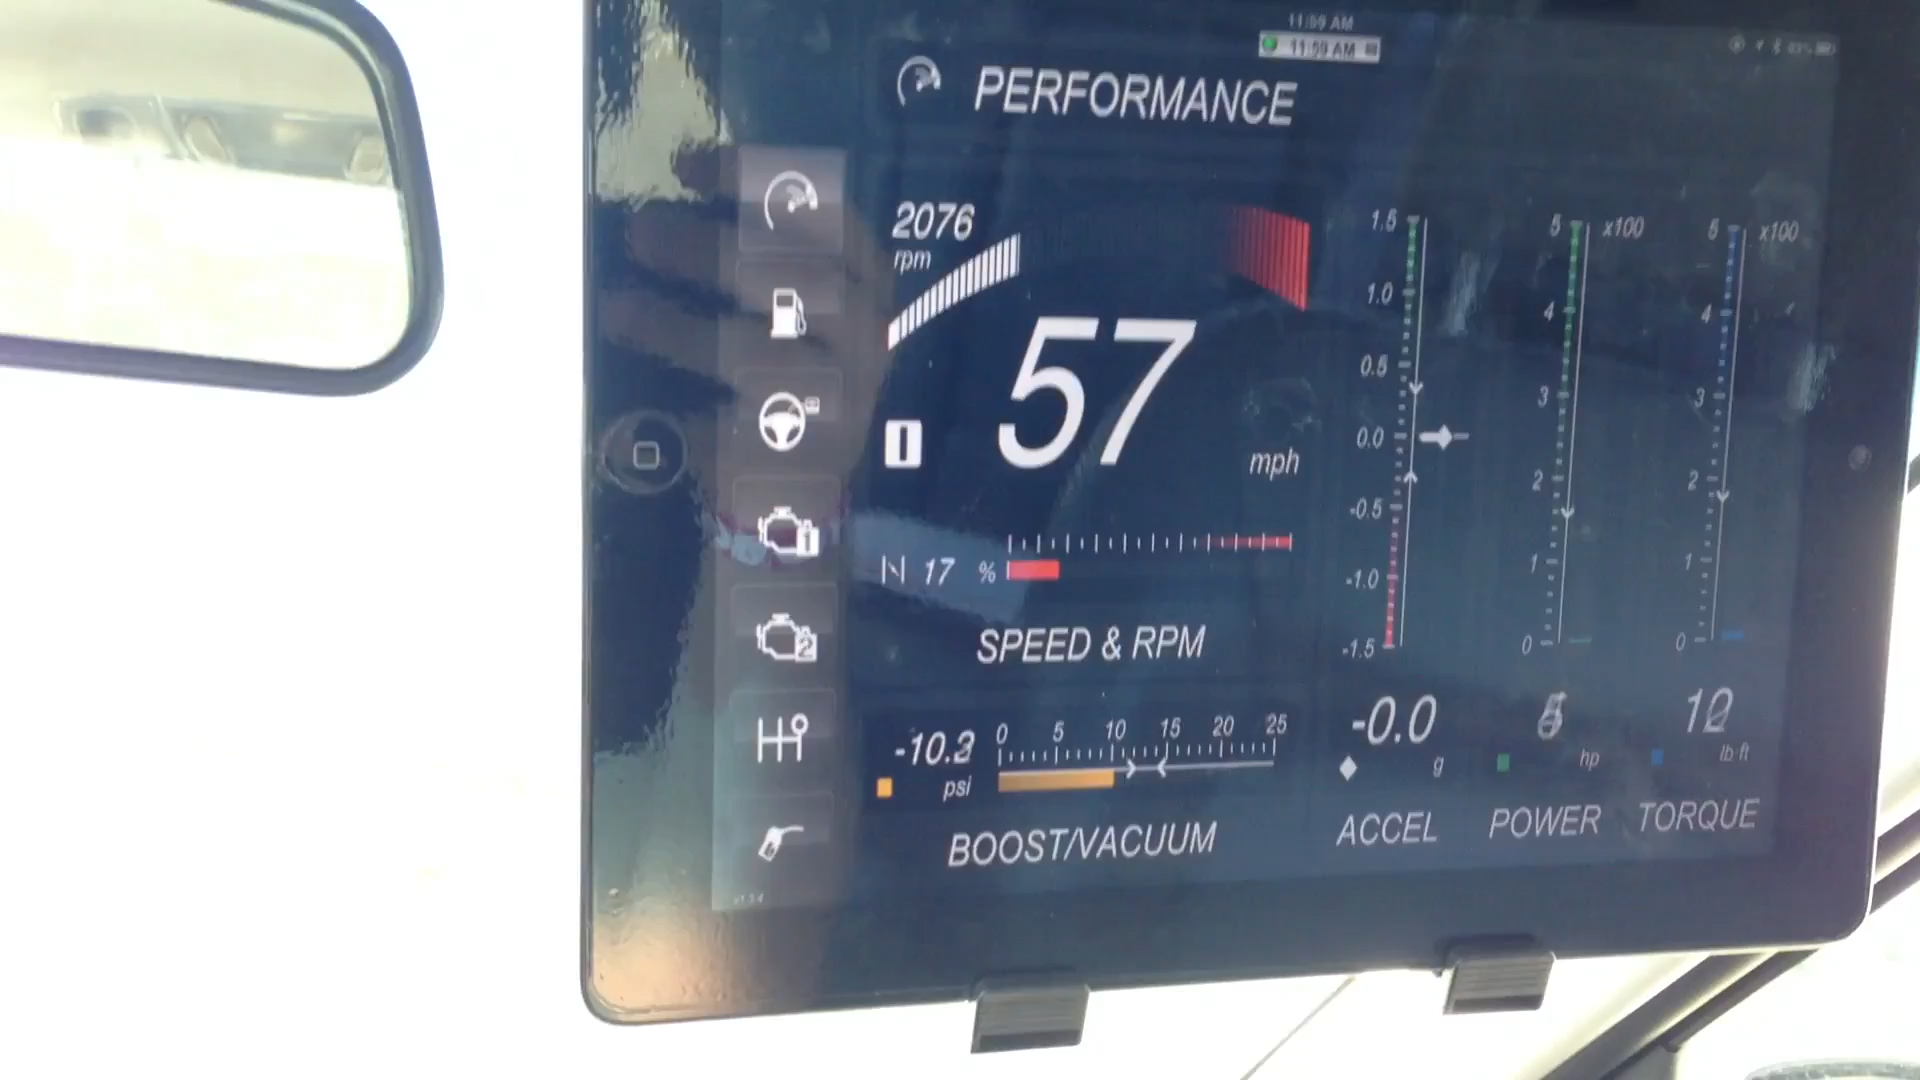 11:59 AM
11:59 AM
PERFORMANCE
2076
rpm
57
mph
17 %
SPEED & RPM
psi
0 5 10 15 20 25
BOOST/VACUUM
1.5
1.0
0.5
0.0
-0.5
-1.0
-1.5
-0.0
g
ACCEL
5 x100
4
3
2
1
0
hp
POWER
5 x100
4
3
2
1
0
lb·ft
TORQUE
1
2